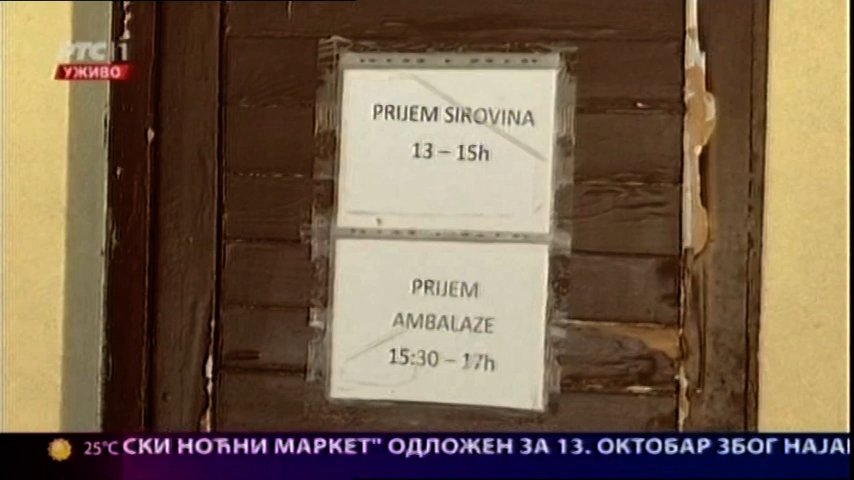 РТС 1
УЖИВО
PRIJEM SIROVINA
13 – 15h
PRIJEM
AMBALAZE
15:30 – 17h
25°C СКИ НОЋНИ МАРКЕТ" ОДЛОЖЕН ЗА 13. ОКТОБАР ЗБОГ НАЈА